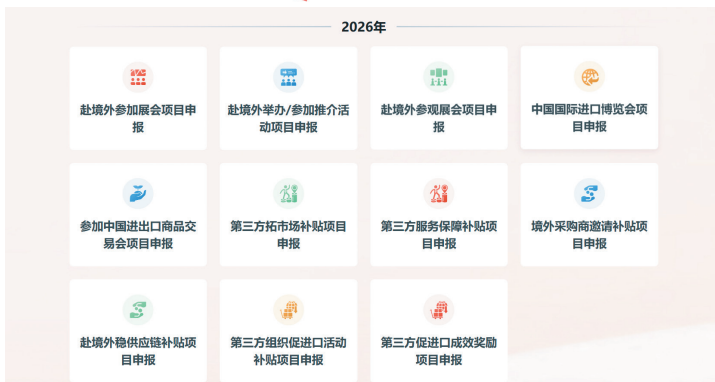 2026年
赴境外参加展会项目申
报
赴境外举办/参加推介活
动项目申报
赴境外参观展会项目申
报
中国国际进口博览会项
目申报
参加中国进出口商品交
易会项目申报
第三方拓市场补贴项目
申报
第三方服务保障补贴项
目申报
境外采购商邀请补贴项
目申报
赴境外稳供应链补贴项
目申报
第三方组织促进口活动
补贴项目申报
第三方促进口成效奖励
项目申报